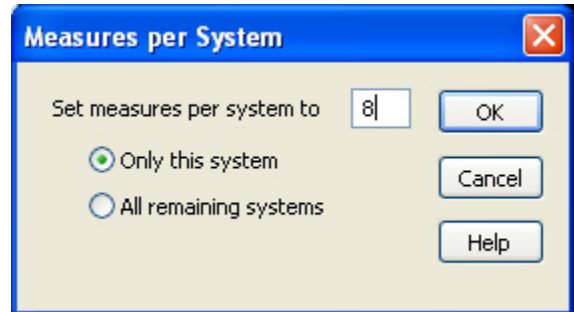 Measures per System
Set measures per system to 8 OK
Only this system
Cancel
All remaining systems
Help